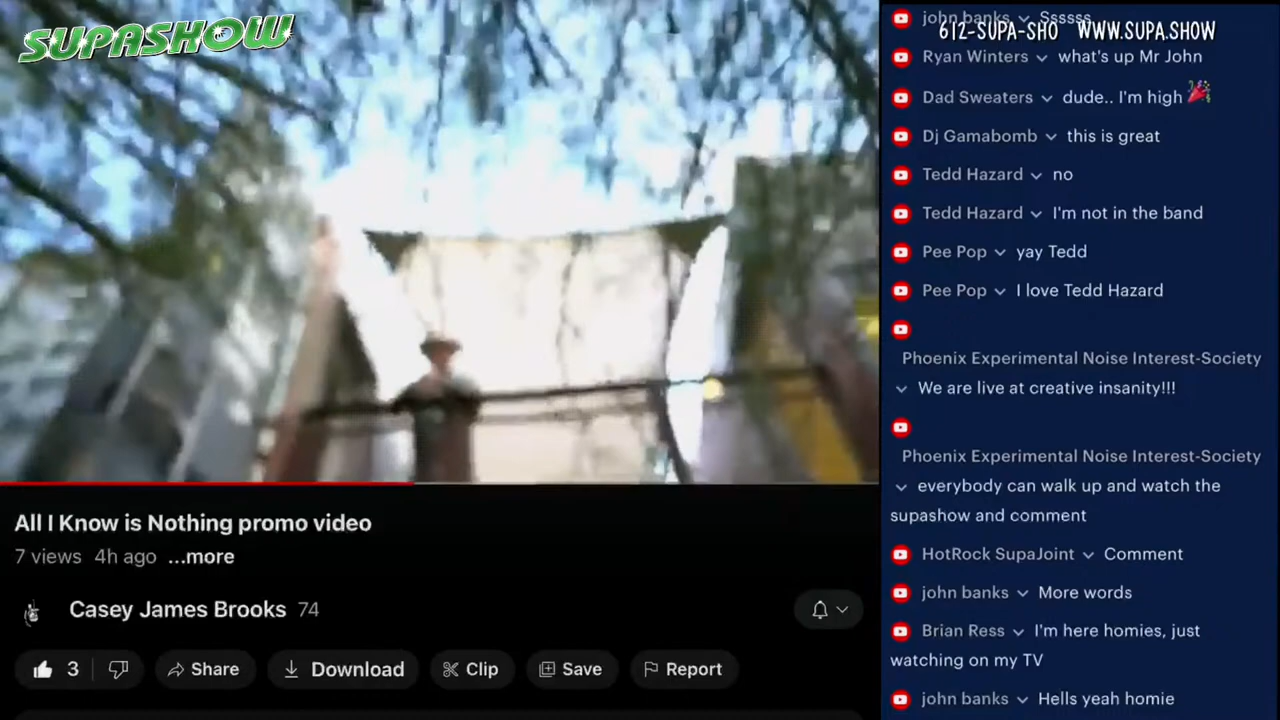 SUPASHOW
All I Know is Nothing promo video
7 views 4h ago ...more
Casey James Brooks 74
3 Share Download Clip Save Report
john banks Sssss
612-SUPA-SHO WWW.SUPA.SHOW
Ryan Winters what's up Mr John
Dad Sweaters dude.. I'm high 🎉
Dj Gamabomb this is great
Tedd Hazard no
Tedd Hazard I'm not in the band
Pee Pop yay Tedd
Pee Pop I love Tedd Hazard
Phoenix Experimental Noise Interest-Society
We are live at creative insanity!!!
Phoenix Experimental Noise Interest-Society
everybody can walk up and watch the
supashow and comment
HotRock SupaJoint Comment
john banks More words
Brian Ress I'm here homies, just
watching on my TV
john banks Hells yeah homie